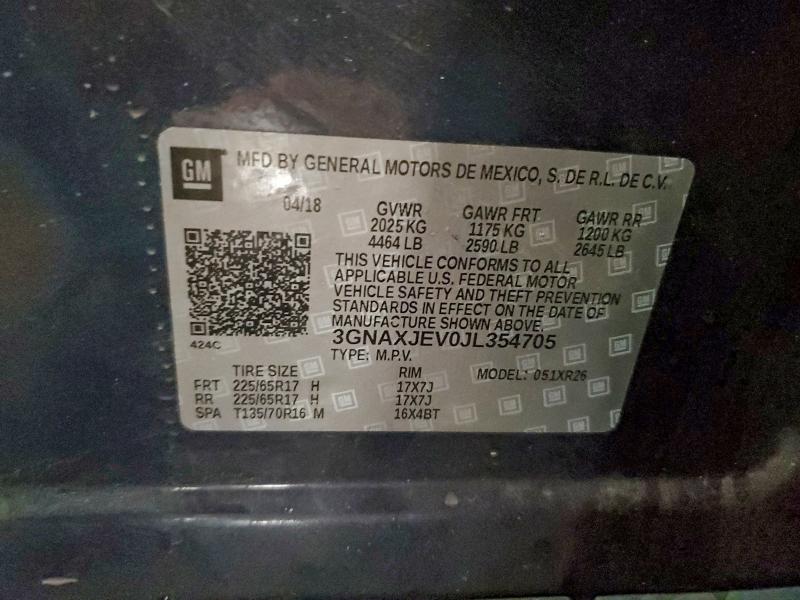 GM MFD BY GENERAL MOTORS DE MEXICO, S. DE R.L. DE C.V.
04/18 GVWR GAWR FRT GAWR RR
2025 KG 1175 KG 1200 KG
4464 LB 2590 LB 2645 LB
THIS VEHICLE CONFORMS TO ALL
APPLICABLE U.S. FEDERAL MOTOR
VEHICLE SAFETY AND THEFT PREVENTION
STANDARDS IN EFFECT ON THE DATE OF
MANUFACTURE SHOWN ABOVE.
424C 3GNAXJEV0JL354705
TYPE: M.P.V.
TIRE SIZE RIM MODEL: 051XR26
FRT 225/65R17 H 17X7J
RR 225/65R17 H 17X7J
SPA T135/70R16 M 16X4BT